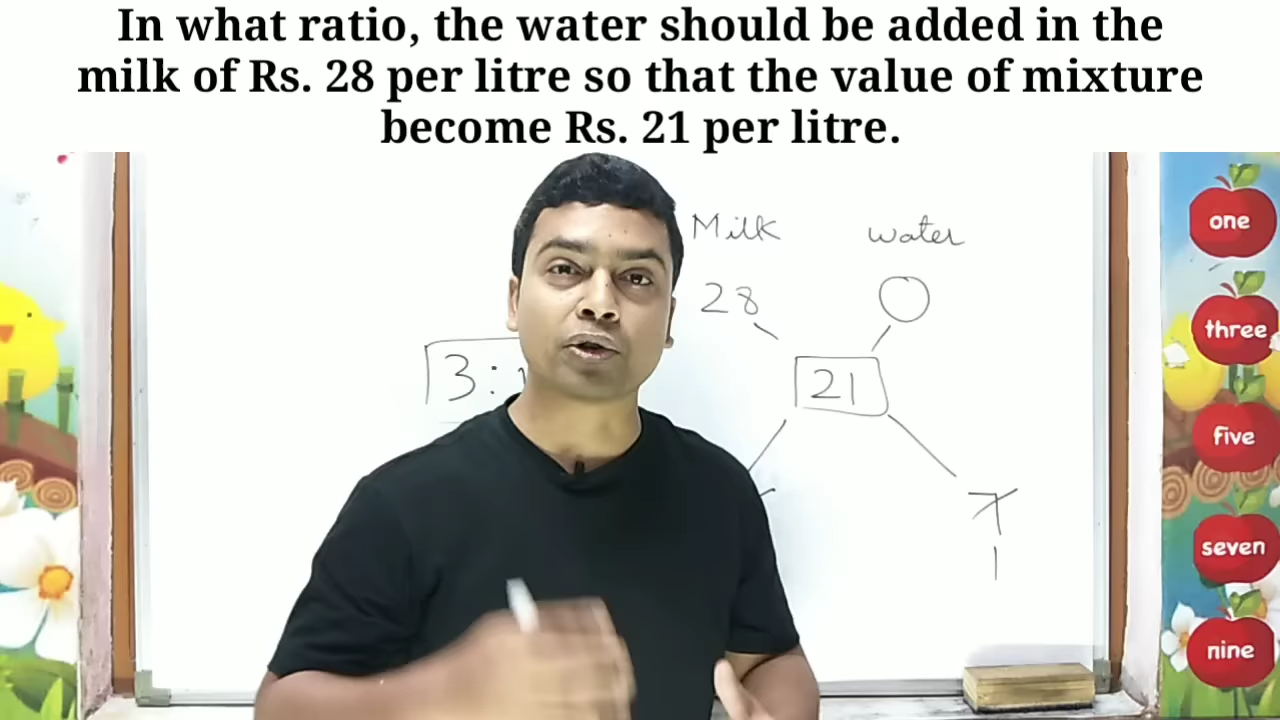 In what ratio, the water should be added in the
milk of Rs. 28 per litre so that the value of mixture
become Rs. 21 per litre.
Milk water
28 0
3:
21
7
1
one
three
five
seven
nine